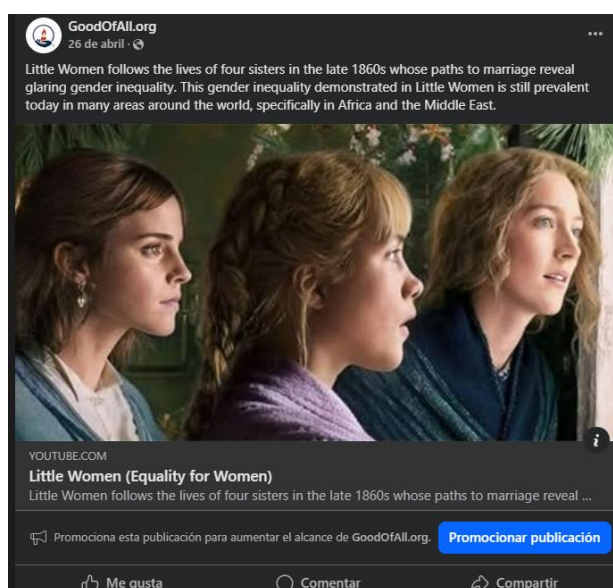 GoodOfAll.org
26 de abril ·
Little Women follows the lives of four sisters in the late 1860s whose paths to marriage reveal
glaring gender inequality. This gender inequality demonstrated in Little Women is still prevalent
today in many areas around the world, specifically in Africa and the Middle East.
YOUTUBE.COM
Little Women (Equality for Women)
Little Women follows the lives of four sisters in the late 1860s whose paths to marriage reveal ...
Promociona esta publicación para aumentar el alcance de GoodOfAll.org. Promocionar publicación
Me gusta Comentar Compartir